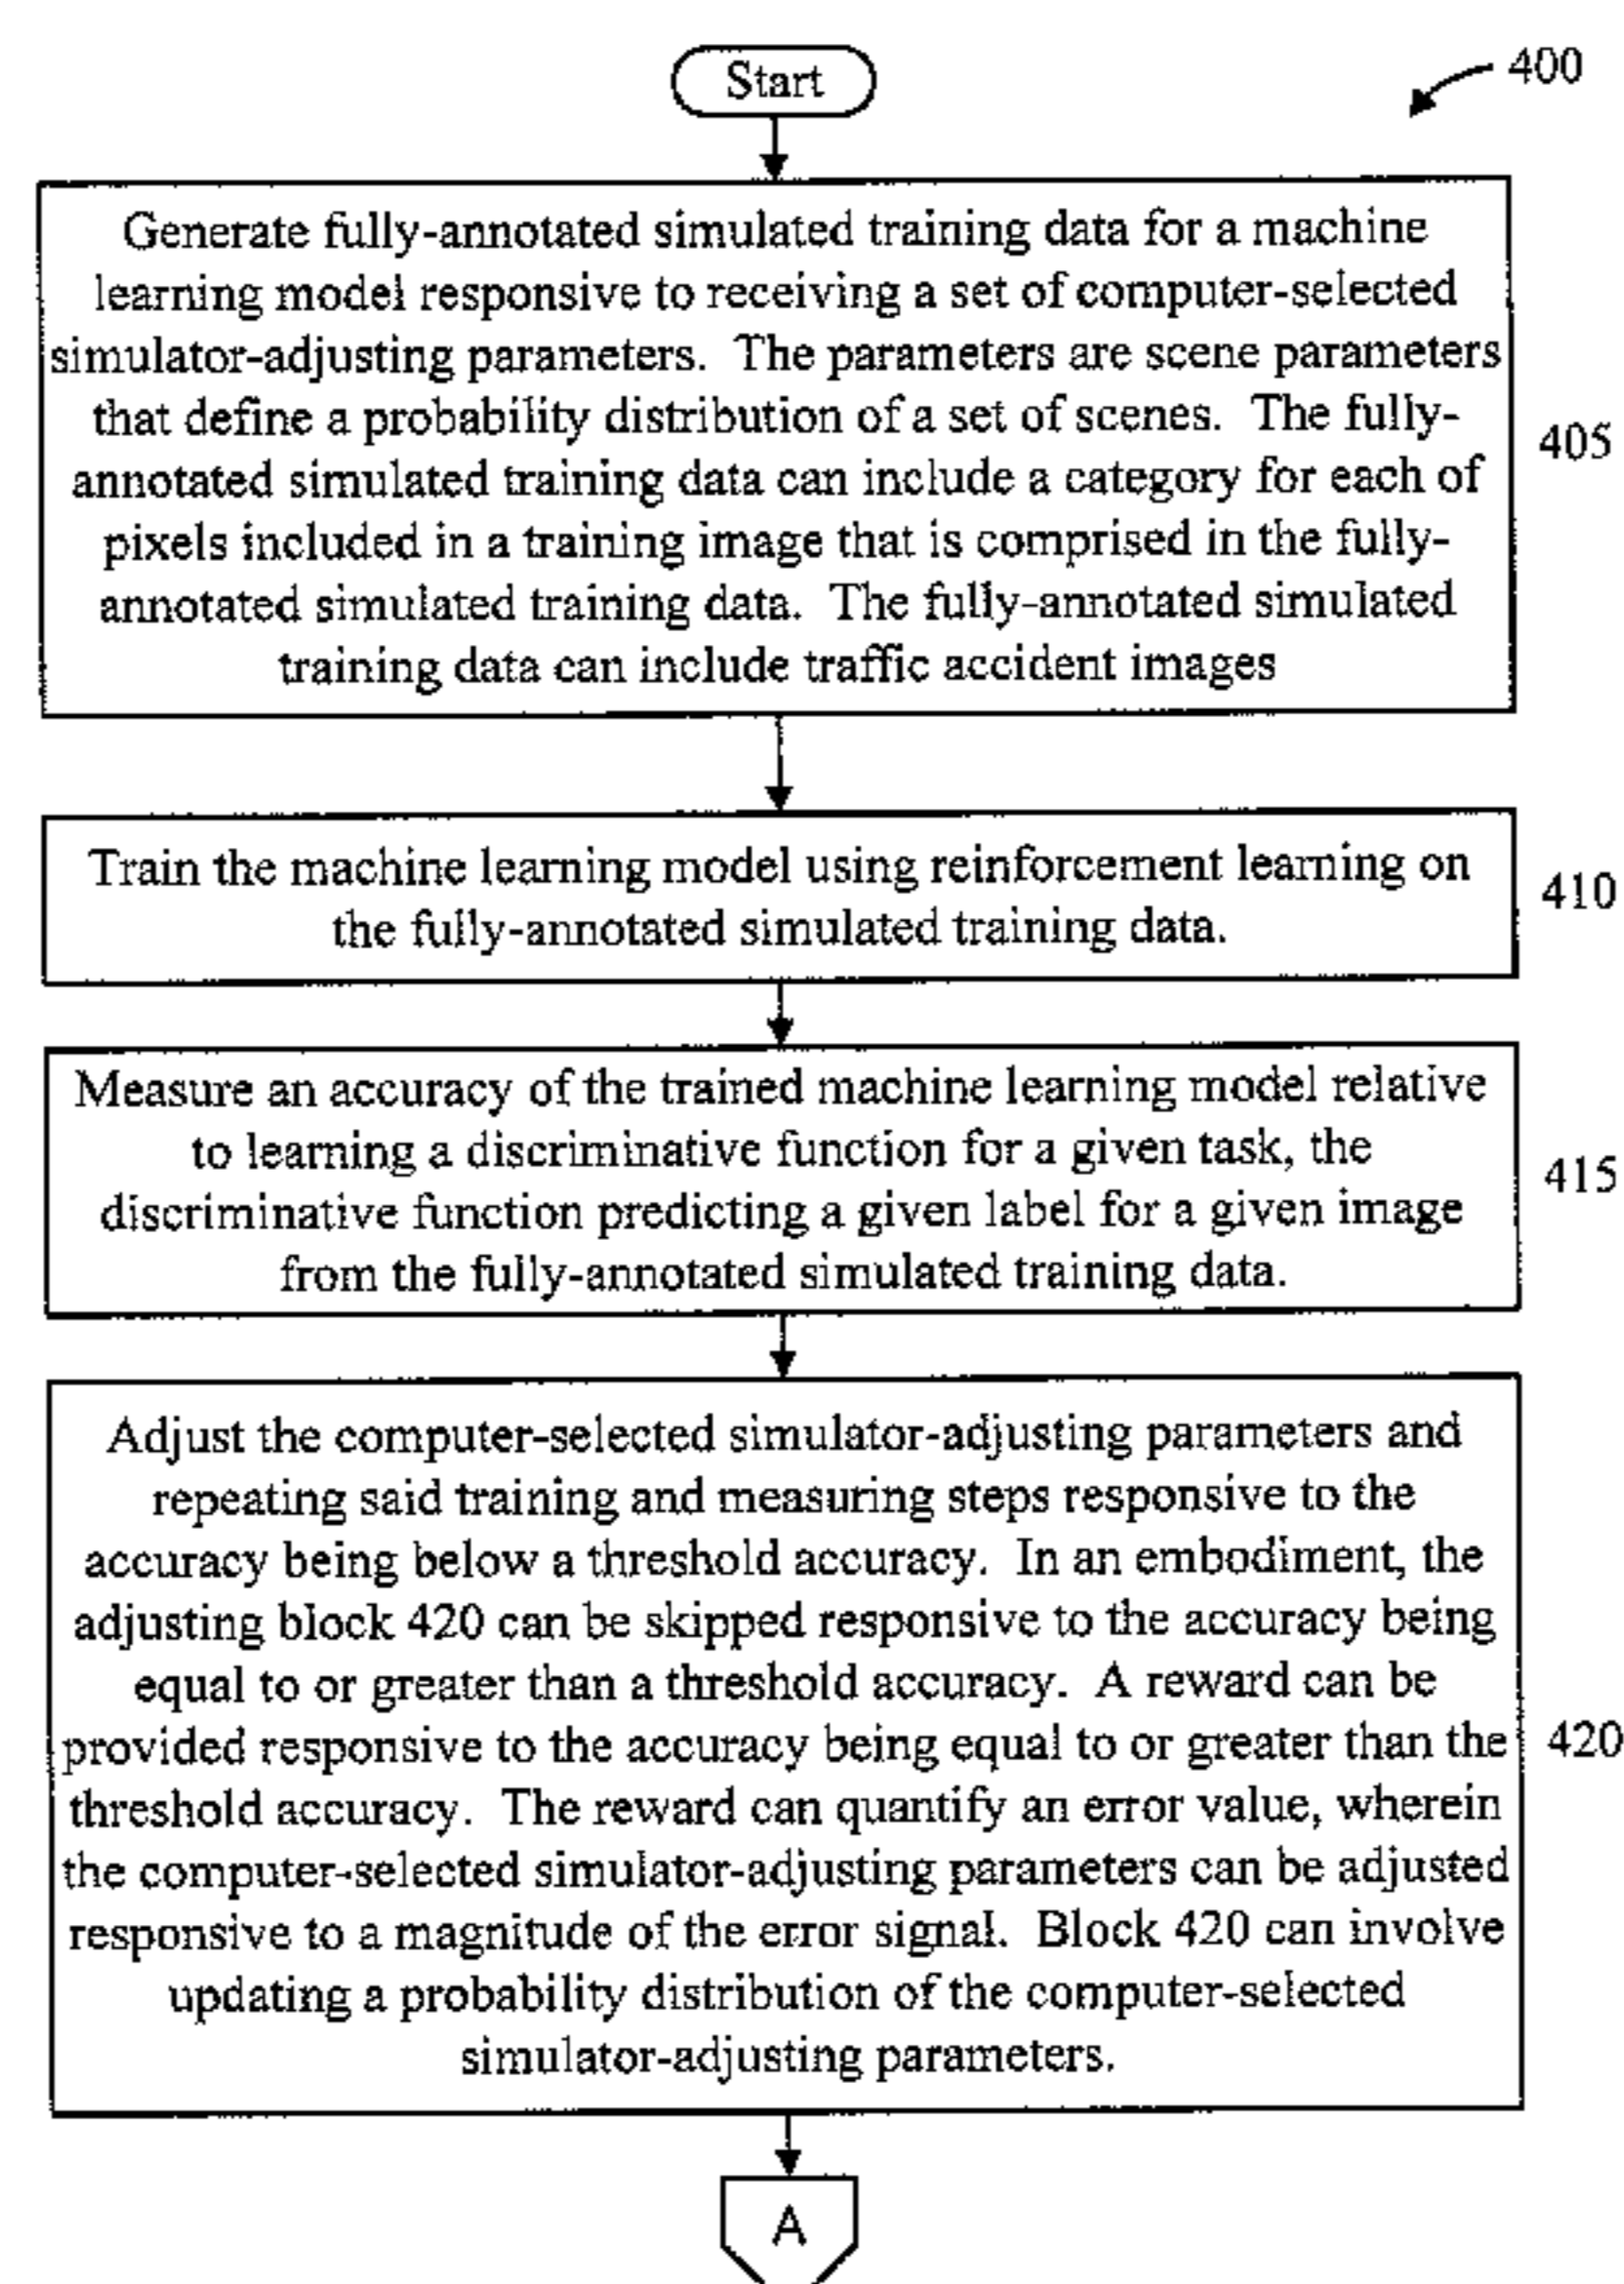 Start
400
Generate fully-annotated simulated training data for a machine
learning model responsive to receiving a set of computer-selected
simulator-adjusting parameters. The parameters are scene parameters
that define a probability distribution of a set of scenes. The fully-
annotated simulated training data can include a category for each of
pixels included in a training image that is comprised in the fully-
annotated simulated training data. The fully-annotated simulated
training data can include traffic accident images
405
Train the machine learning model using reinforcement learning on
the fully-annotated simulated training data.
410
Measure an accuracy of the trained machine learning model relative
to learning a discriminative function for a given task, the
discriminative function predicting a given label for a given image
from the fully-annotated simulated training data.
415
Adjust the computer-selected simulator-adjusting parameters and
repeating said training and measuring steps responsive to the
accuracy being below a threshold accuracy. In an embodiment, the
adjusting block 420 can be skipped responsive to the accuracy being
equal to or greater than a threshold accuracy. A reward can be
provided responsive to the accuracy being equal to or greater than the
threshold accuracy. The reward can quantify an error value, wherein
the computer-selected simulator-adjusting parameters can be adjusted
responsive to a magnitude of the error signal. Block 420 can involve
updating a probability distribution of the computer-selected
simulator-adjusting parameters.
420
A